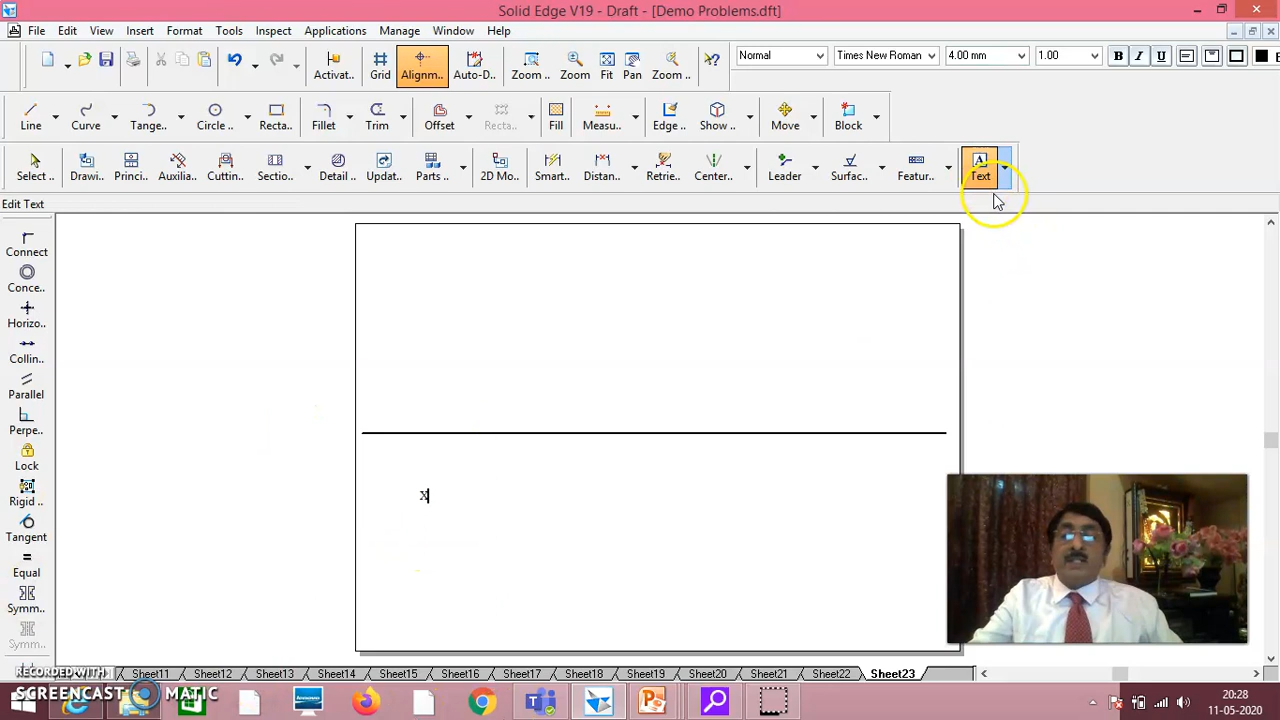 Solid Edge V19 - Draft - [Demo Problems.dft]
File Edit View Insert Format Tools Inspect Applications Manage Window Help
Activat.. Grid Alignm.. Auto-D.. Zoom .. Zoom Fit Pan Zoom .. Normal Times New Roman 4.00 mm 1.00 B I U
Line Curve Tange.. Circle .. Recta.. Fillet Trim Offset Recta.. Fill Measu.. Edge .. Show .. Move Block
Select .. Drawi.. Princi.. Auxilia.. Cuttin.. Sectio.. Detail .. Updat.. Parts .. 2D Mo.. Smart.. Distan.. Retrie.. Center.. Leader Surfac.. Featur.. A Text
Edit Text
Connect
Conce..
Horizo..
Collin..
Parallel
Perpe..
Lock
Rigid ..
Tangent
Equal
Symm..
Symm..
X
Sheet11 Sheet12 Sheet13 Sheet14 Sheet15 Sheet16 Sheet17 Sheet18 Sheet19 Sheet20 Sheet21 Sheet22 Sheet23
RECORDED WITH
SCREENCAST MATIC
20:28
11-05-2020